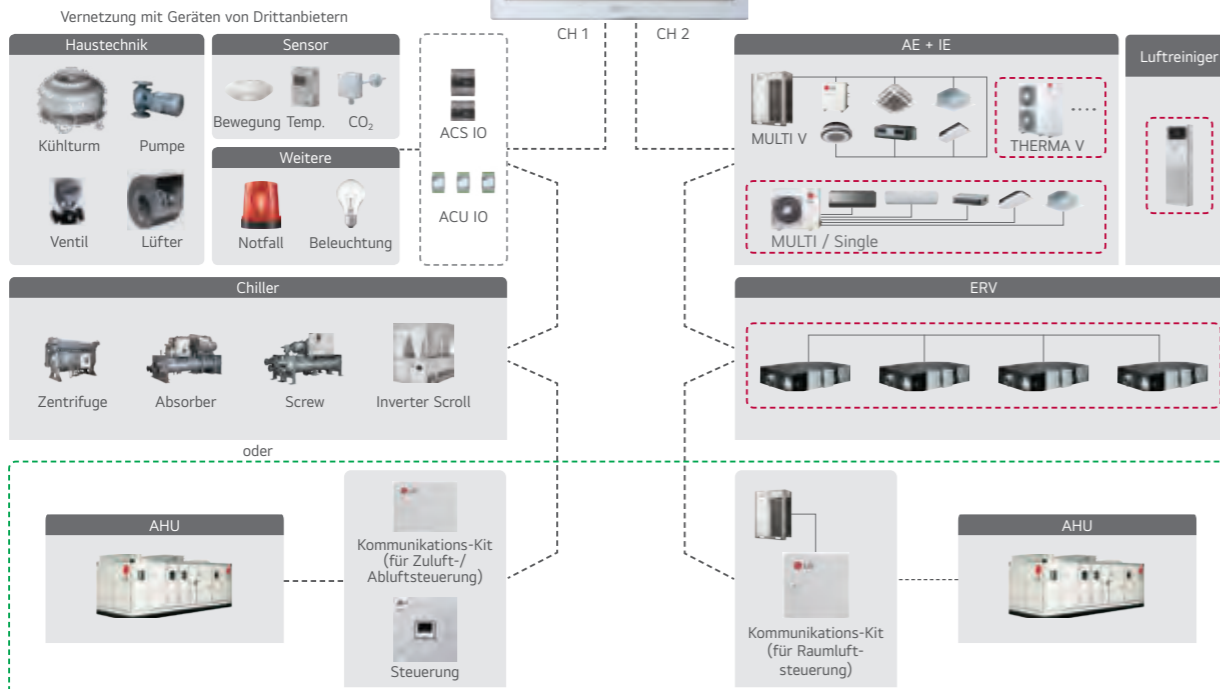 Vernetzung mit Geräten von Drittanbietern
CH 1
CH 2
Haustechnik
Kühlturm
Pumpe
Ventil
Lüfter
Sensor
Bewegung
Temp.
CO₂
Weitere
Notfall
Beleuchtung
ACS IO
ACU IO
AE + IE
MULTI V
THERMA V
MULTI / Single
Luftreiniger
Chiller
Zentrifuge
Absorber
Screw
Inverter Scroll
ERV
oder
AHU
Kommunikations-Kit
(für Zuluft-/
Abluftsteuerung)
Steuerung
LG
Kommunikations-Kit
(für Raumluft-
steuerung)
AHU